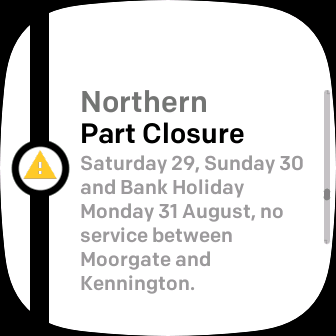 Northern
Part Closure
Saturday 29, Sunday 30
and Bank Holiday
Monday 31 August, no
service between
Moorgate and
Kennington.